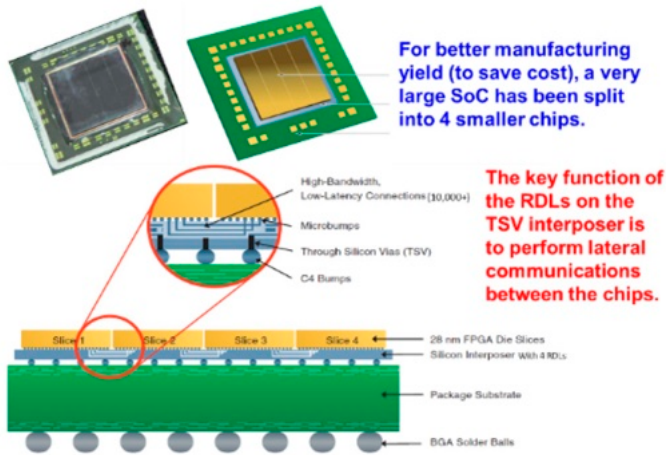 For better manufacturing
yield (to save cost), a very
large SoC has been split
into 4 smaller chips.
High-Bandwidth,
Low-Latency Connections (10,000+)
Microbumps
Through Silicon Vias (TSV)
C4 Bumps
The key function of
the RDLs on the
TSV interposer is
to perform lateral
communications
between the chips.
Slice 1
Slice 2
Slice 3
Slice 4
28 nm FPGA Die Slices
Silicon Interposer With 4 RDLs
Package Substrate
BGA Solder Balls